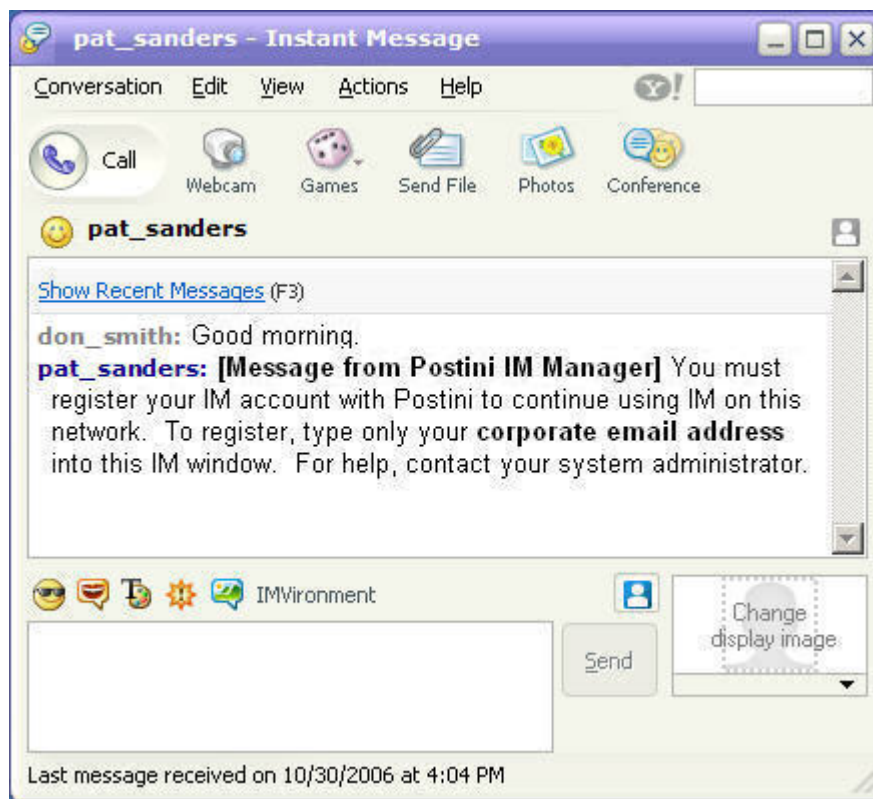 pat_sanders - Instant Message
Conversation Edit View Actions Help Y!
Call Webcam Games Send File Photos Conference
pat_sanders
Show Recent Messages (F3)
don_smith: Good morning.
pat_sanders: [Message from Postini IM Manager] You must
register your IM account with Postini to continue using IM on this
network. To register, type only your corporate email address
into this IM window. For help, contact your system administrator.
IMVironment
Change
display image
Send
Last message received on 10/30/2006 at 4:04 PM